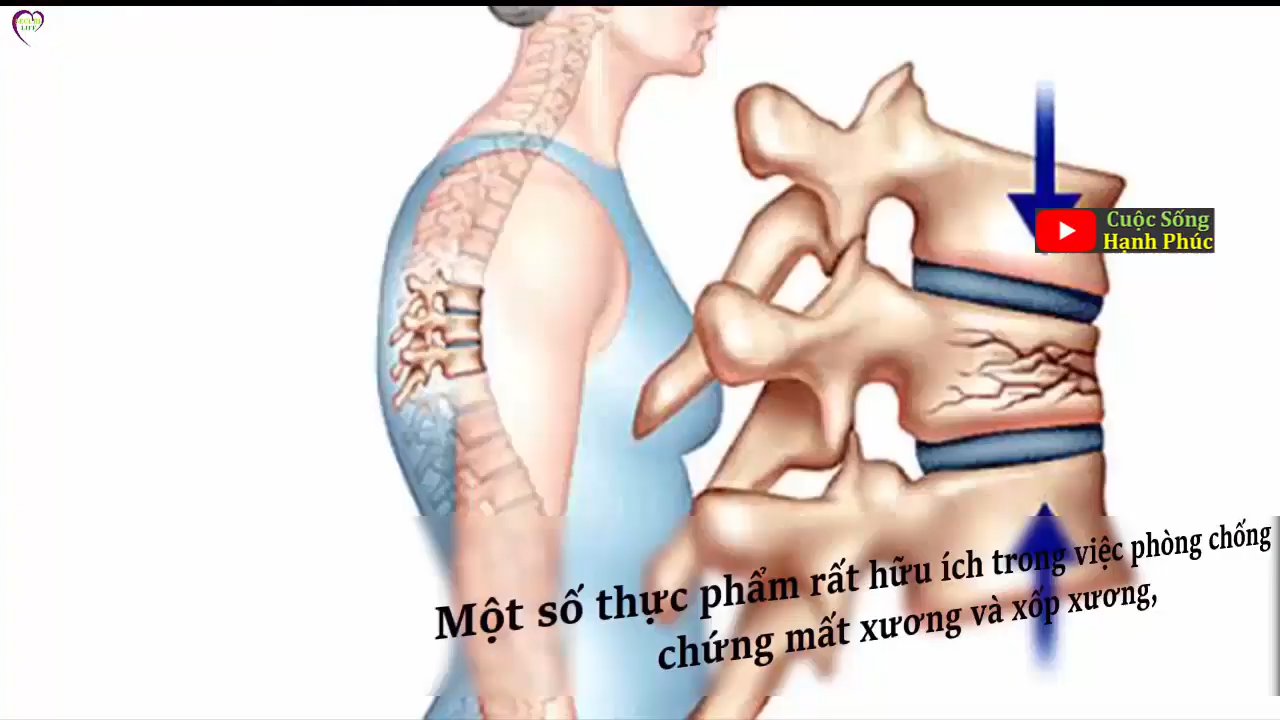 Cuộc Sống
Hạnh Phúc
Một số thực phẩm rất hữu ích trong việc phòng chống
chứng mất xương và xốp xương,